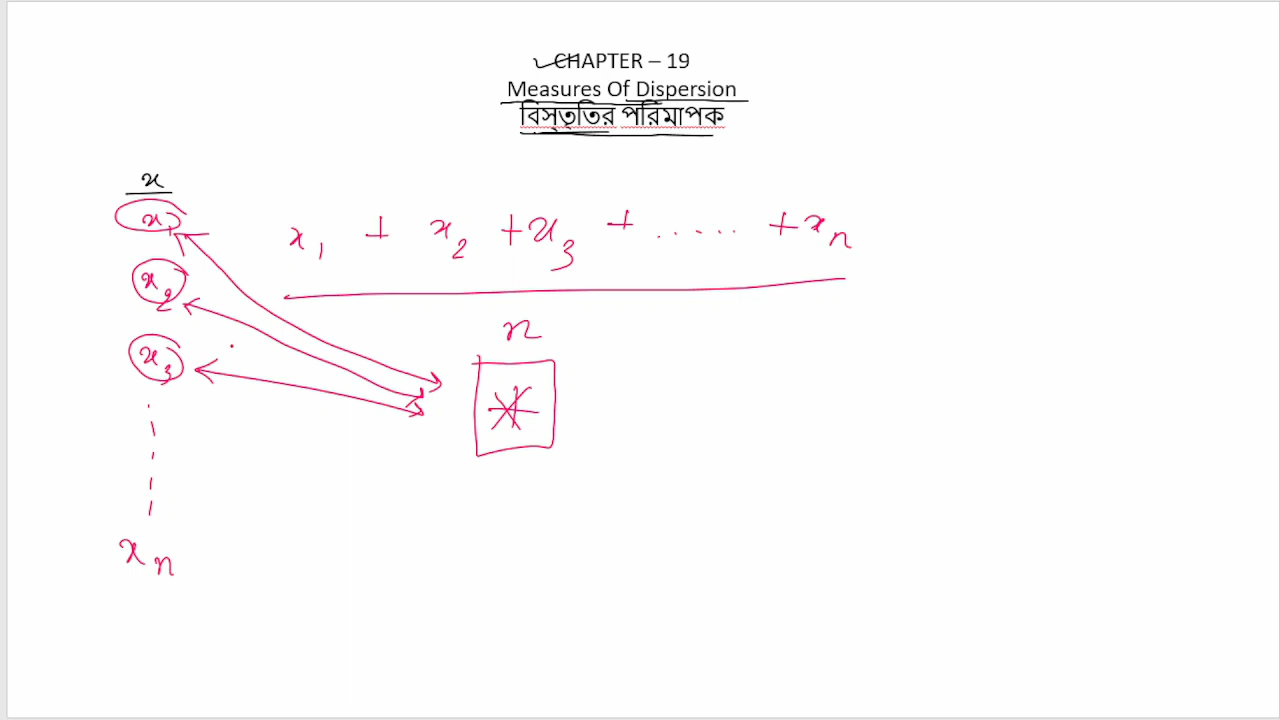 CHAPTER – 19
Measures Of Dispersion
বিস্তৃতির পরিমাপক
x
x₁
x₁ + x₂ + x₃ + ...... + xₙ
x₂
n
x₃
xₙ